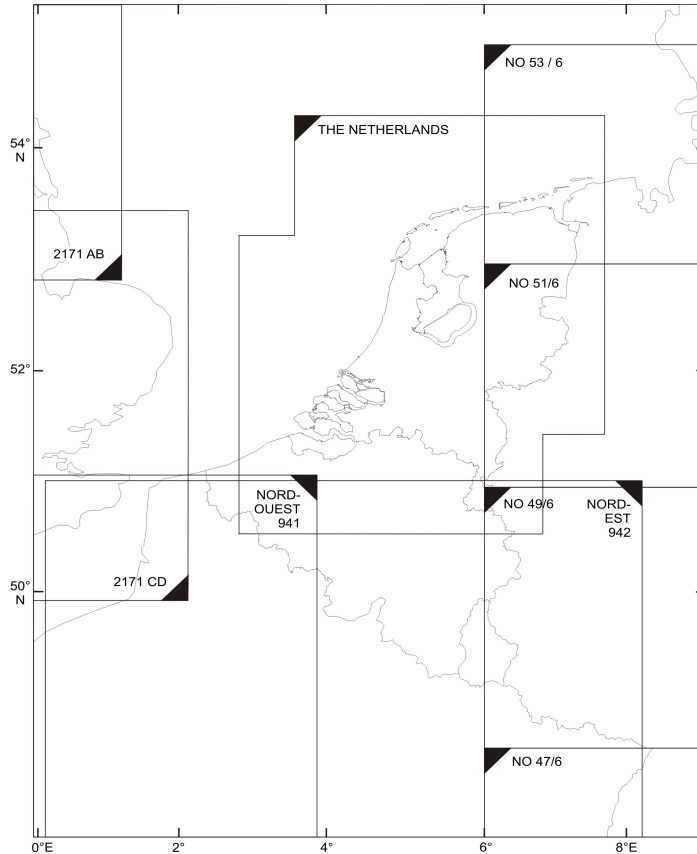 NO 53 / 6
THE NETHERLANDS
54°
N
2171 AB
NO 51/6
52°
NORD-
OUEST
941
NO 49/6
NORD-
EST
942
2171 CD
50°
N
NO 47/6
0°E
2°
4°
6°
8°E